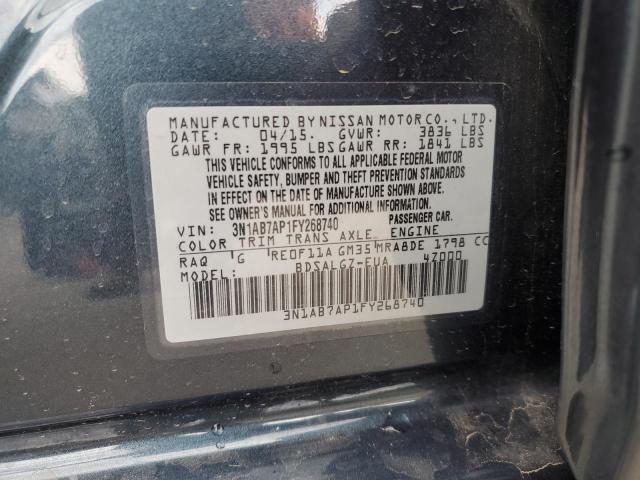 MANUFACTURED BY NISSAN MOTOR CO., LTD.
DATE: 04/15. GVWR: 3836 LBS
GAWR FR: 1995 LBS GAWR RR: 1841 LBS
THIS VEHICLE CONFORMS TO ALL APPLICABLE FEDERAL MOTOR
VEHICLE SAFETY, BUMPER AND THEFT PREVENTION STANDARDS
IN EFFECT ON THE DATE OF MANUFACTURE SHOWN ABOVE.
SEE OWNER'S MANUAL FOR ADDITIONAL INFORMATION.
VIN: 3N1AB7AP1FY268740 PASSENGER CAR.
COLOR TRIM TRANS AXLE ENGINE
RAQ G RE0F11A GM35 MRA8DE 1798 CC
MODEL: BDSALG7-EUA 4Z000
3N1AB7AP1FY268740